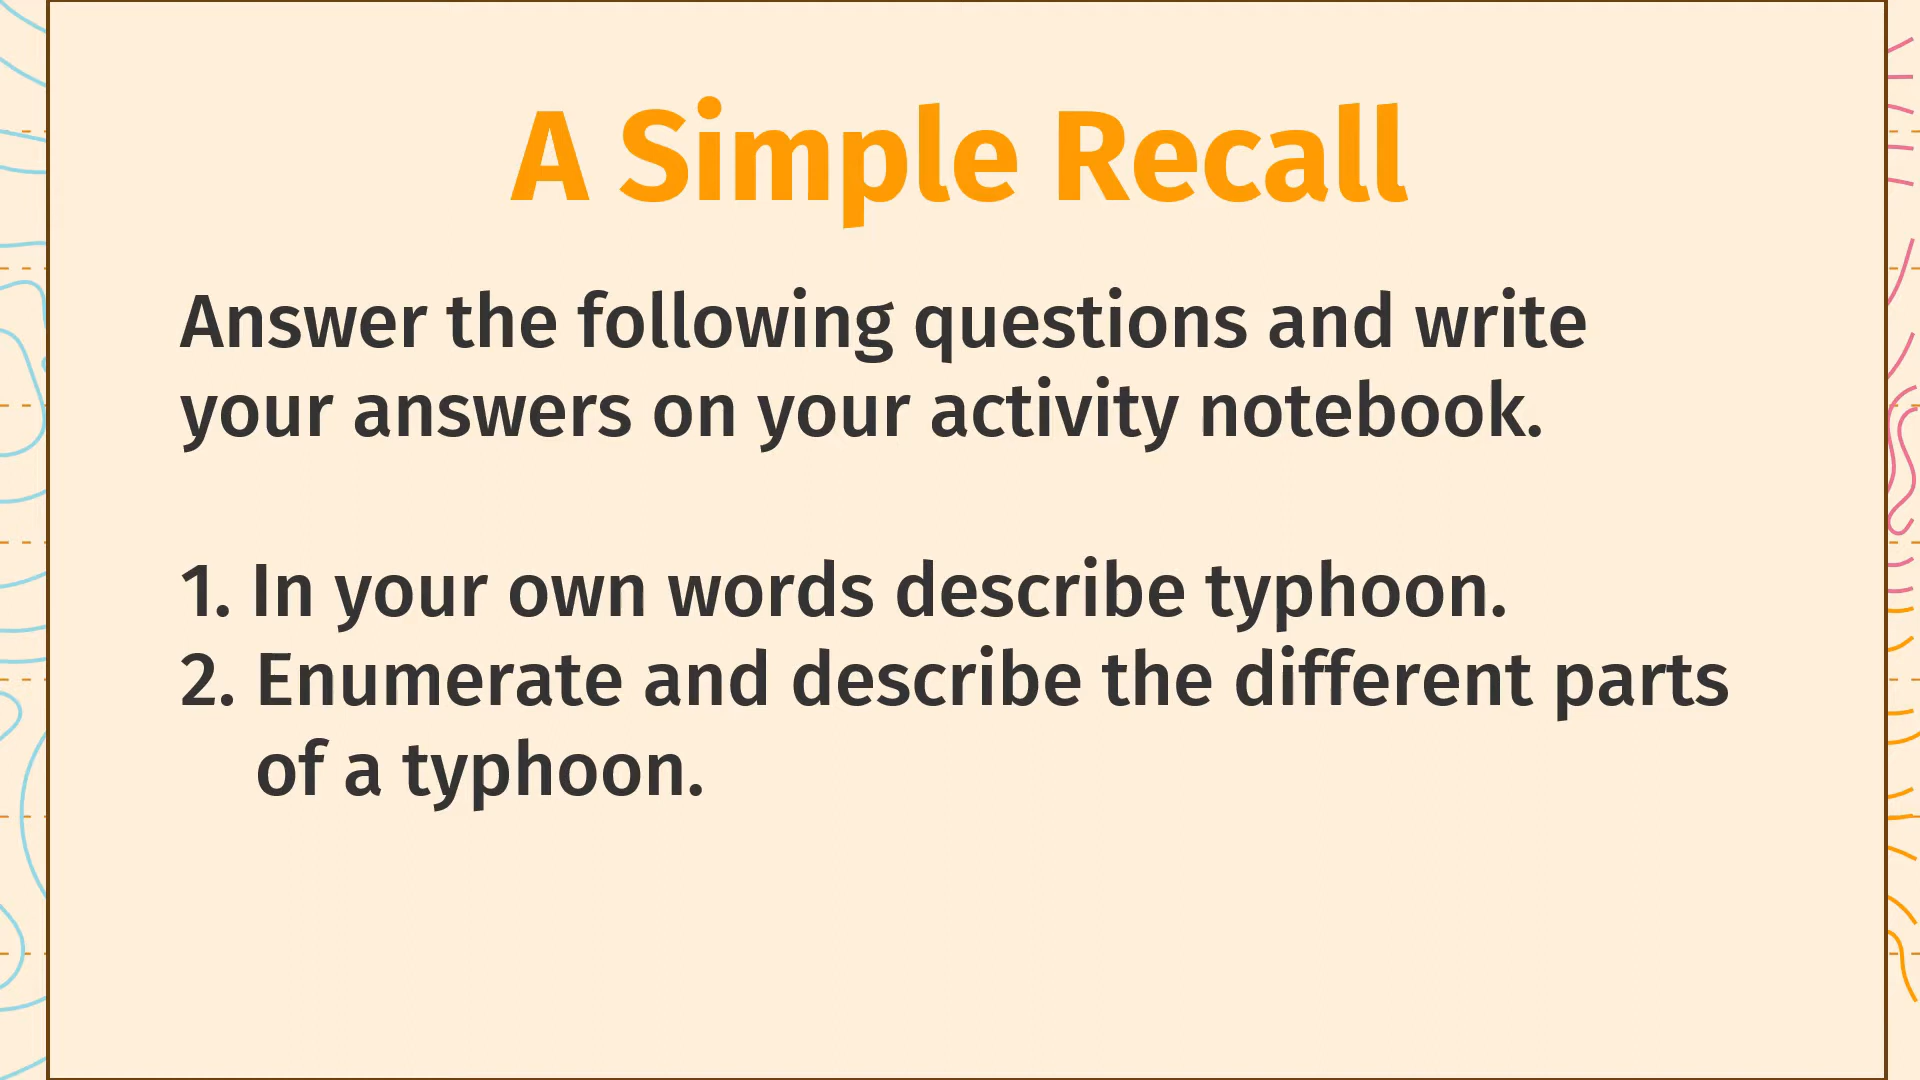 A Simple Recall
Answer the following questions and write
your answers on your activity notebook.
1. In your own words describe typhoon.
2. Enumerate and describe the different parts
of a typhoon.